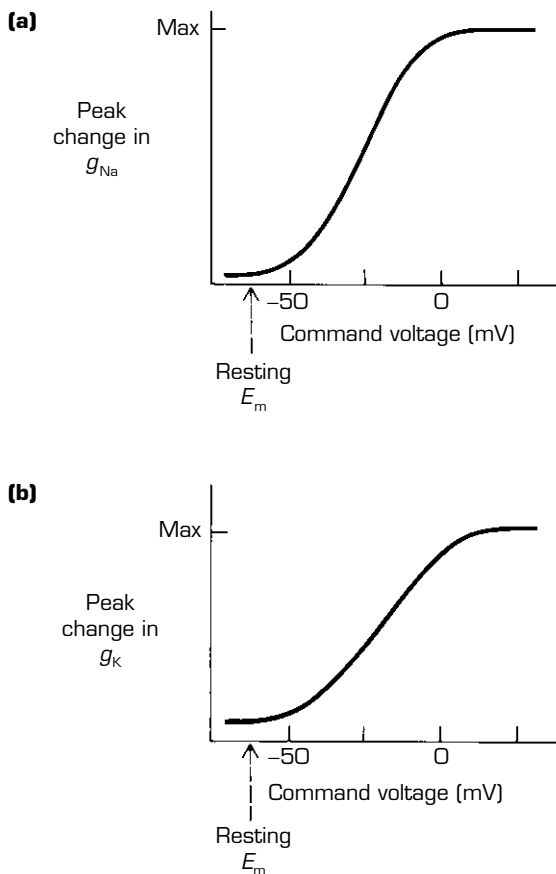 (a)
Max
Peak
change in
gNa
−50 0
Command voltage (mV)
Resting
Em
(b)
Max
Peak
change in
gK
−50 0
Command voltage (mV)
Resting
Em